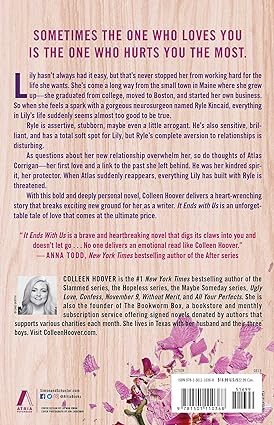 SOMETIMES THE ONE WHO LOVES YOU
IS THE ONE WHO HURTS YOU THE MOST.
Lily hasn't always had it easy, but that's never stopped her from working hard for the
life she wants. She's come a long way from the small town in Maine where she grew
up—she graduated from college, moved to Boston, and started her own business.
So when she feels a spark with a gorgeous neurosurgeon named Ryle Kincaid, everything
in Lily's life suddenly seems almost too good to be true.
Ryle is assertive, stubborn, maybe even a little arrogant. He's also sensitive, bril-
liant, and has a total soft spot for Lily, but Ryle's complete aversion to relationships
is disturbing.
As questions about her new relationship overwhelm her, so do thoughts of Atlas
Corrigan—her first love and a link to the past she left behind. He was her kindred spir-
it, her protector. When Atlas suddenly reappears, everything Lily has built with Ryle is
threatened.
With this bold and deeply personal novel, Colleen Hoover delivers a heart-wrenching
story that breaks exciting new ground for her as a writer. It Ends with Us is an unforget-
table tale of love that comes at the ultimate price.
"It Ends with Us is a brave and heartbreaking novel that digs its claws into you and
doesn't let go . . . No one delivers an emotional read like Colleen Hoover."
—ANNA TODD, New York Times bestselling author of the After series
COLLEEN HOOVER is the #1 New York Times bestselling author of the
Slammed series, the Hopeless series, the Maybe Someday series, Ugly
Love, Confess, November 9, Without Merit, and All Your Perfects. She is
also the founder of The Bookworm Box, a bookstore and monthly
subscription service offering signed novels donated by authors that
supports various charities each month. She lives in Texas with her husband and their three
boys. Visit ColleenHoover.com.
ATRIA
SimonandSchuster.com
@AtriaBooks